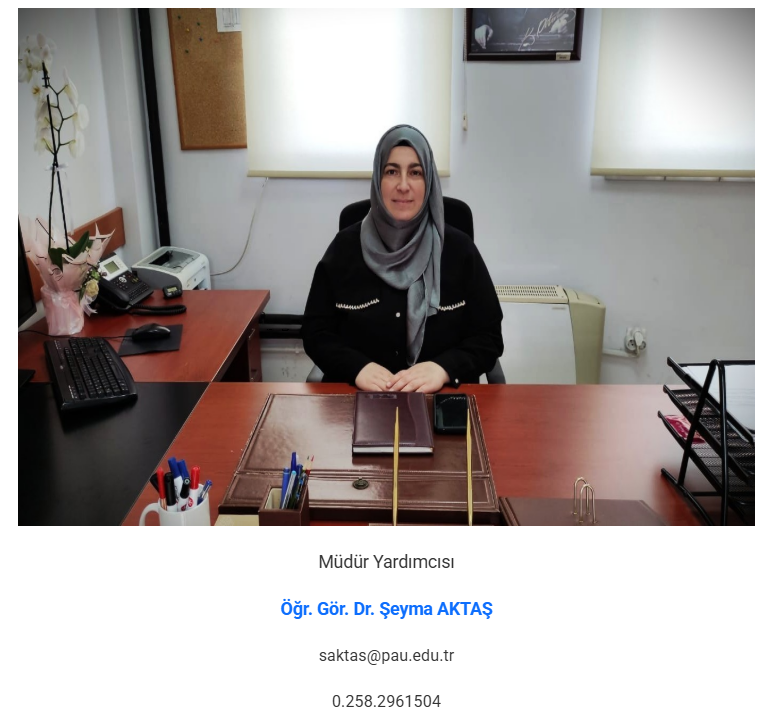 Müdür Yardımcısı
Öğr. Gör. Dr. Şeyma AKTAŞ
saktas@pau.edu.tr
0.258.2961504